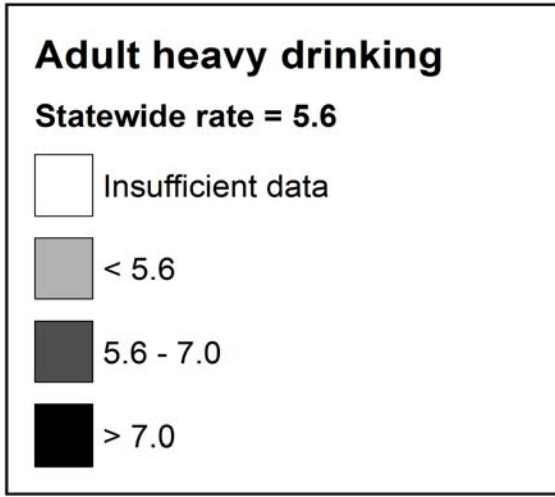 Adult heavy drinking
Statewide rate = 5.6
Insufficient data
< 5.6
5.6 - 7.0
> 7.0